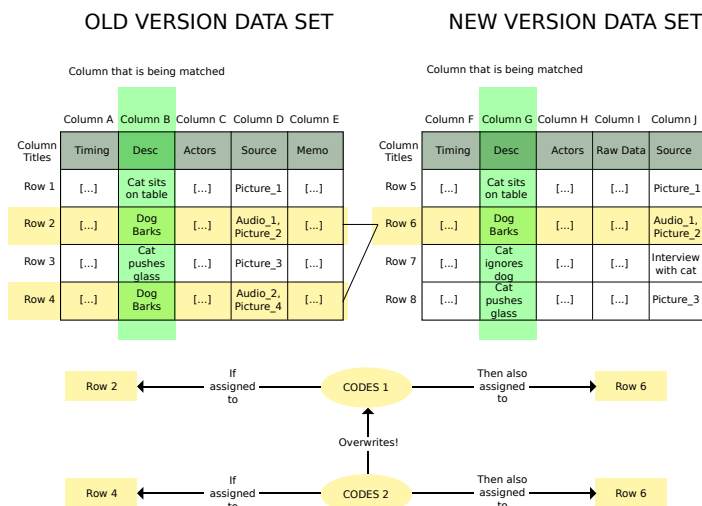 OLD VERSION DATA SET
NEW VERSION DATA SET
Column that is being matched
Column that is being matched
Column A Column B Column C Column D Column E
Column F Column G Column H Column I Column J
Column
Titles
Timing Desc Actors Source Memo
Column
Titles
Timing Desc Actors Raw Data Source
Row 1 [...] Cat sits
on table [...] Picture_1 [...]
Row 5 [...] Cat sits
on table [...] [...] Picture_1
Row 2 [...] Dog
Barks [...] Audio_1,
Picture_2 [...]
Row 6 [...] Dog
Barks [...] [...] Audio_1,
Picture_2
Row 3 [...] Cat
pushes
glass [...] Picture_3 [...]
Row 7 [...] Cat
ignores
dog [...] [...] Interview
with cat
Row 4 [...] Dog
Barks [...] Audio_2,
Picture_4 [...]
Row 8 [...] Cat
pushes
glass [...] [...] Picture_3
Row 2
If
assigned
to
CODES 1
Then also
assigned
to
Row 6
Overwrites!
Row 4
If
assigned
to
CODES 2
Then also
assigned
to
Row 6